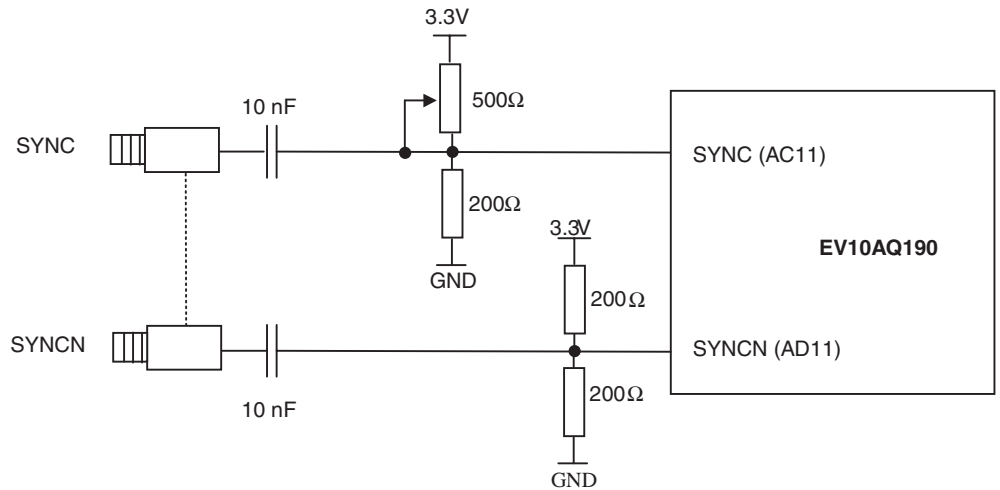 3.3V
500Ω
10 nF
SYNC
SYNC (AC11)
200Ω
3.3V
EV10AQ190
GND
200Ω
SYNCN
SYNCN (AD11)
200Ω
10 nF
GND